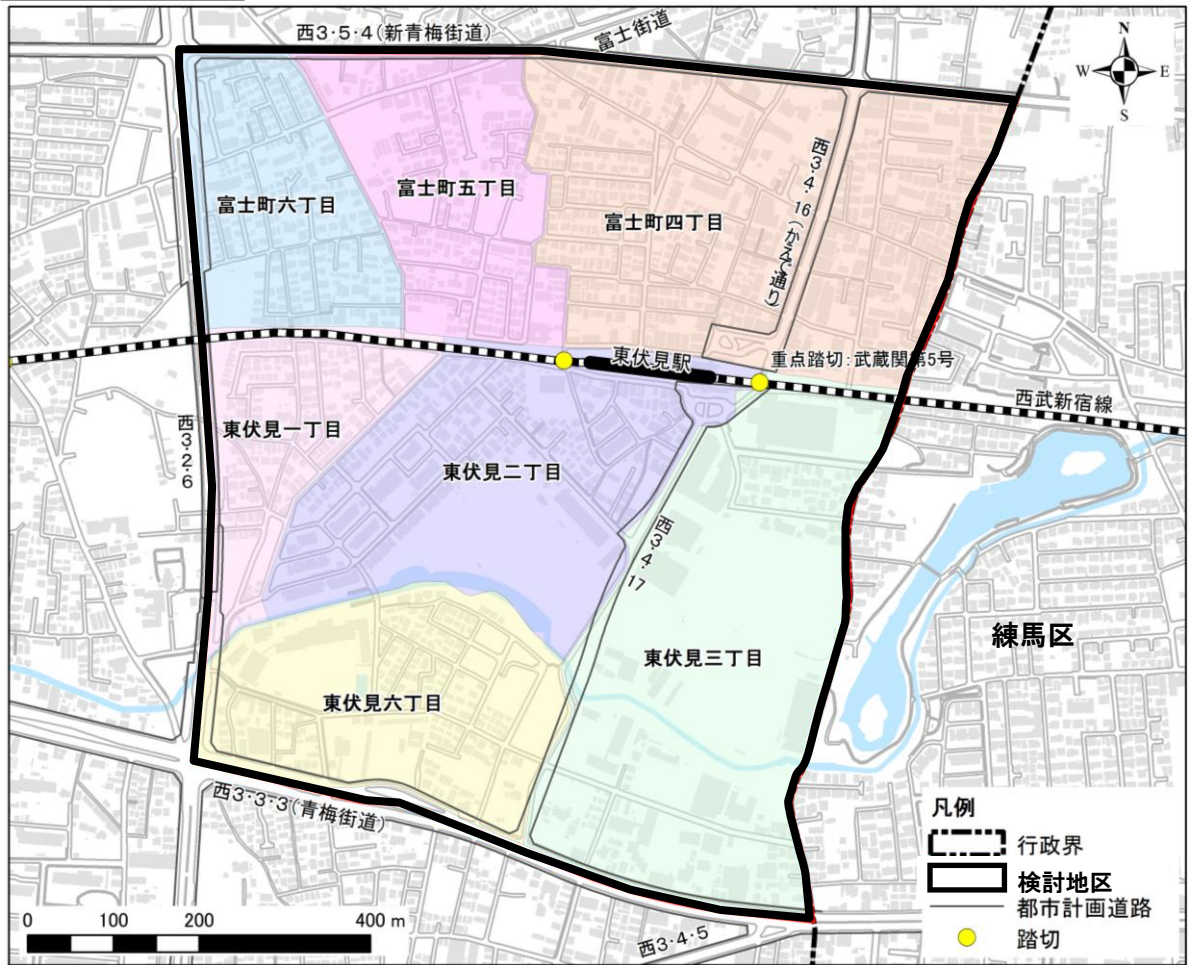 西3・5・4(新青梅街道)
富士街道
N
W
E
S
西3・4・16(かえで通り)
富士町五丁目
富士町六丁目
富士町四丁目
東伏見駅
重点踏切:武蔵関第5号
西武新宿線
西3・2・6
東伏見一丁目
東伏見二丁目
西3・4・17
練馬区
東伏見三丁目
東伏見六丁目
西3・3・3(青梅街道)
西3・4・5
凡例
行政界
検討地区
都市計画道路
踏切
0 100 200 400 m